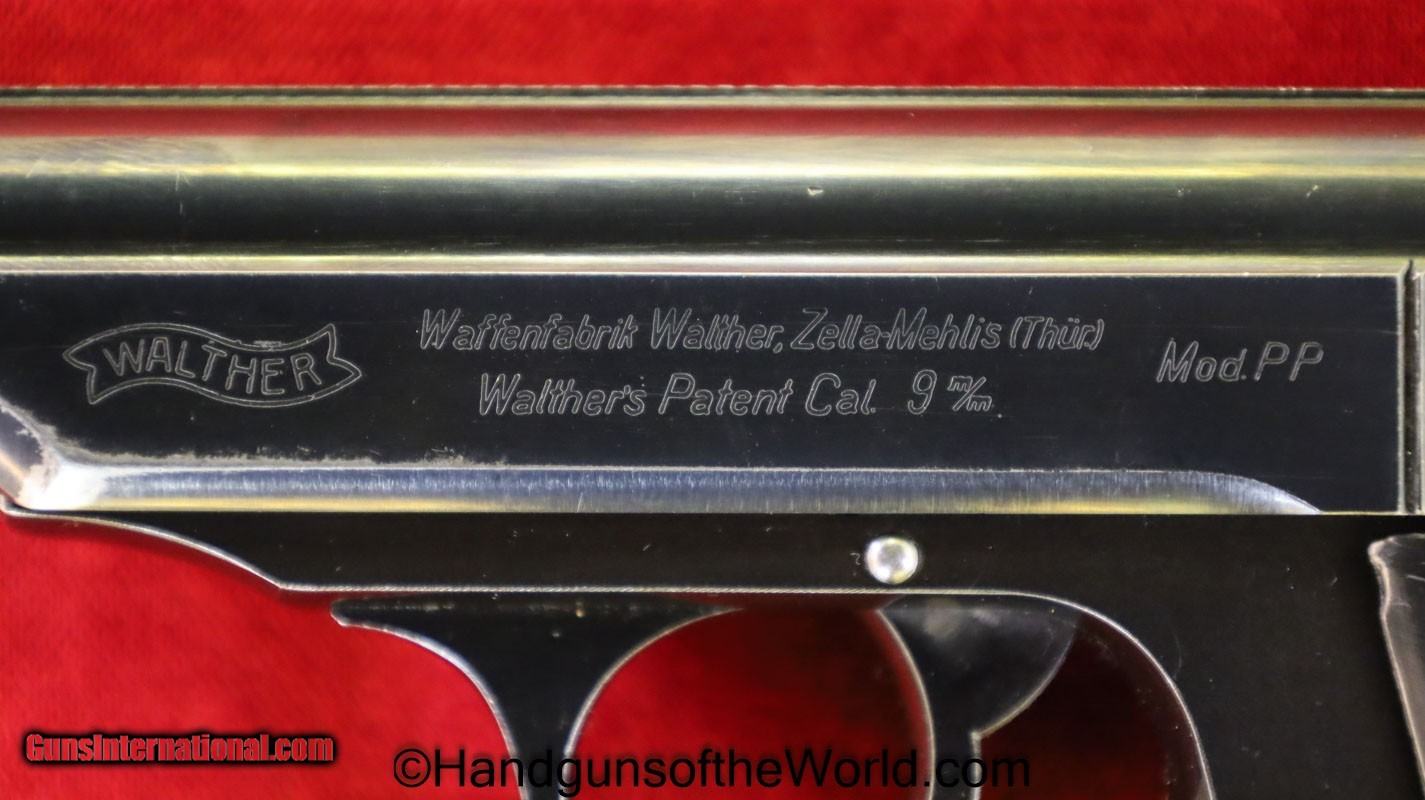 WALTHER
Waffenfabrik Walther, Zella-Mehlis (Thür.)
Walther's Patent Cal. 9 m/m.
Mod. PP
GunsInternational.com
©HandgunsoftheWorld.com